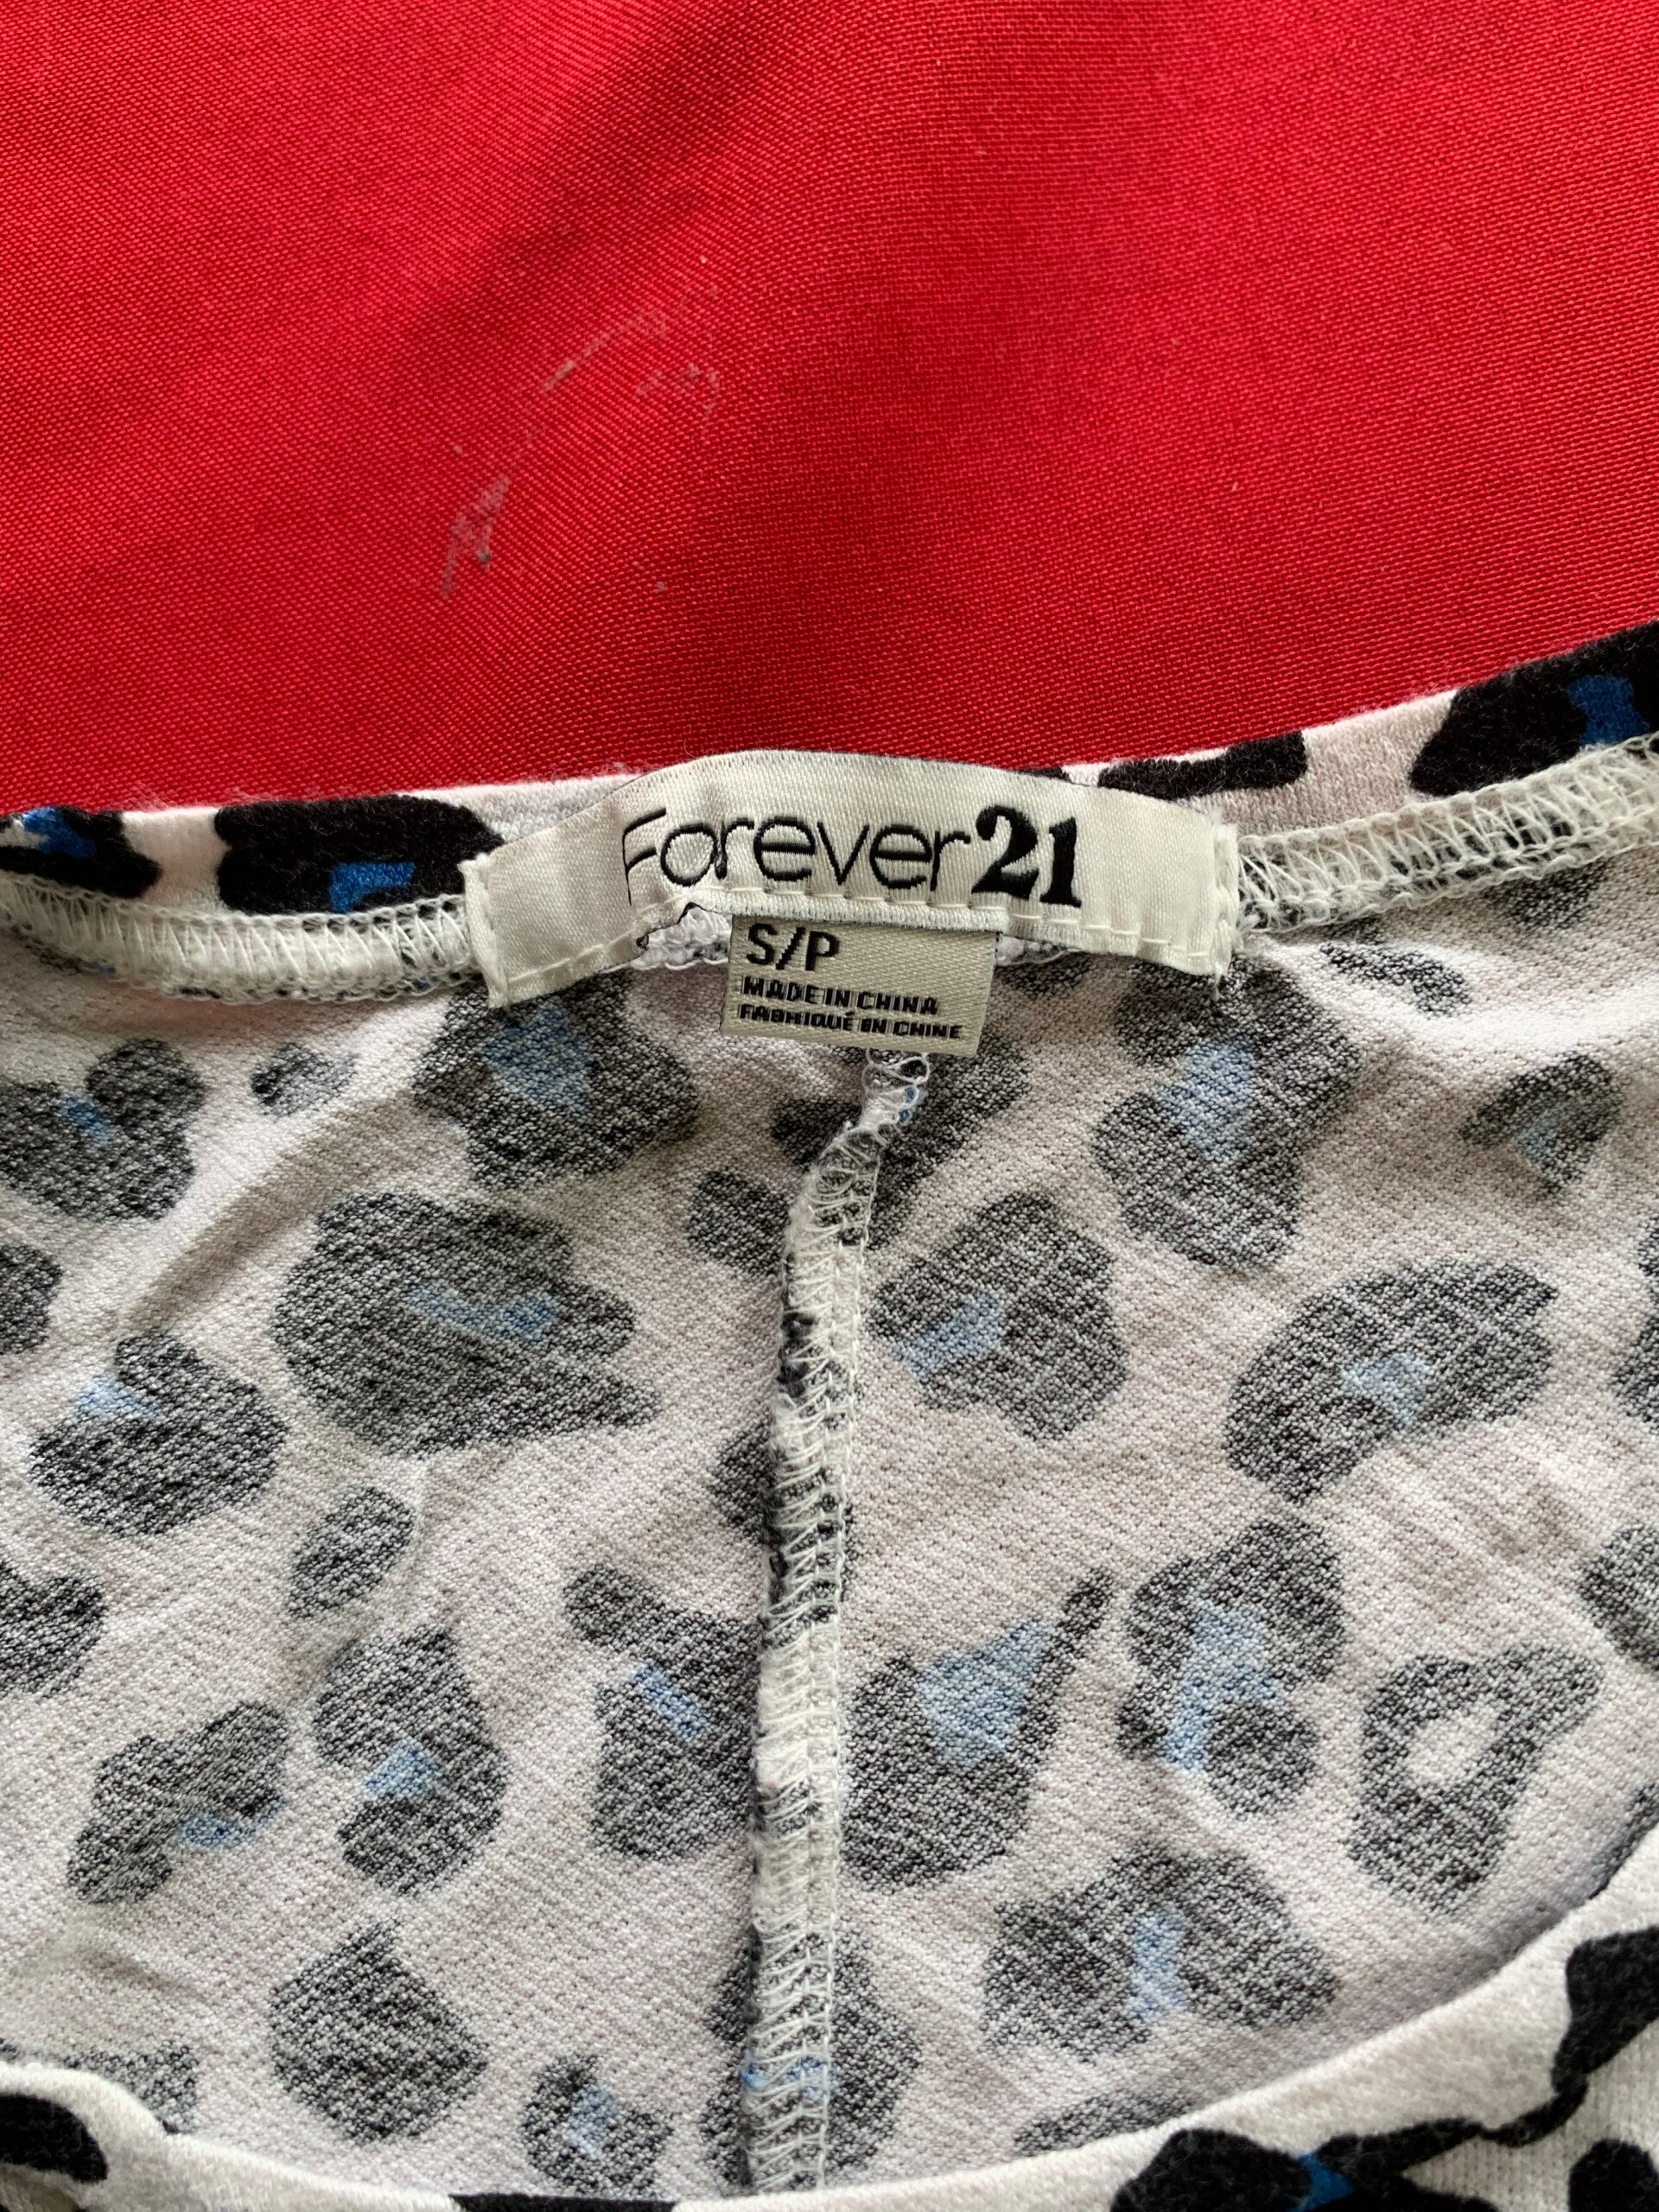 Forever21
S/P
MADE IN CHINA
FABRIQUÉ EN CHINE